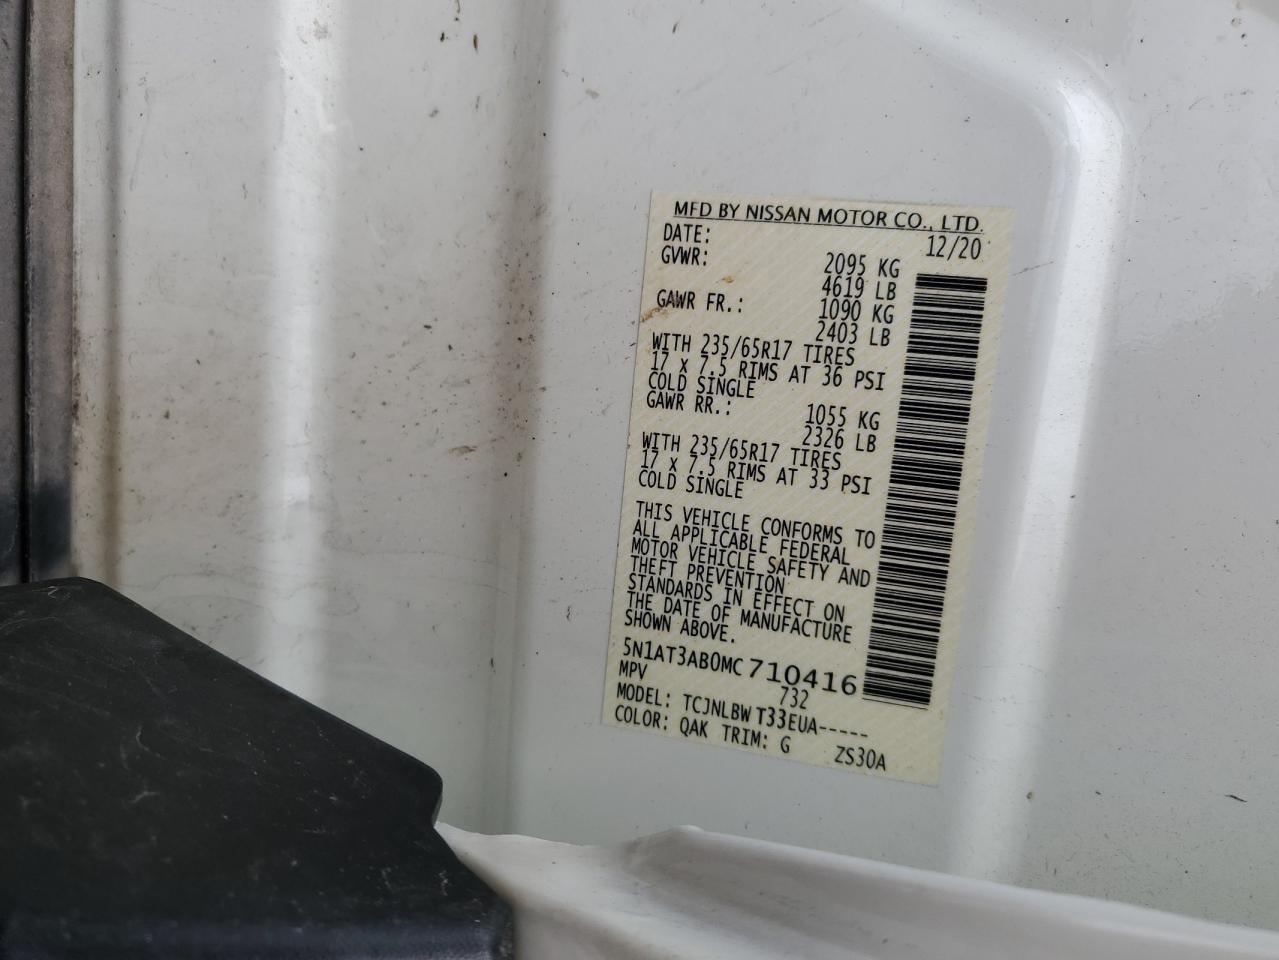 MFD BY NISSAN MOTOR CO., LTD.
DATE: 12/20
GVWR: 2095 KG
4619 LB
GAWR FR.: 1090 KG
2403 LB
WITH 235/65R17 TIRES
17 X 7.5 RIMS AT 36 PSI
COLD SINGLE
GAWR RR.: 1055 KG
2326 LB
WITH 235/65R17 TIRES
17 X 7.5 RIMS AT 33 PSI
COLD SINGLE
THIS VEHICLE CONFORMS TO
ALL APPLICABLE FEDERAL
MOTOR VEHICLE SAFETY AND
THEFT PREVENTION
STANDARDS IN EFFECT ON
THE DATE OF MANUFACTURE
SHOWN ABOVE.
5N1AT3AB0MC710416
MPV 732
MODEL: TCJNLBW T33EUA-----
COLOR: QAK TRIM: G ZS30A